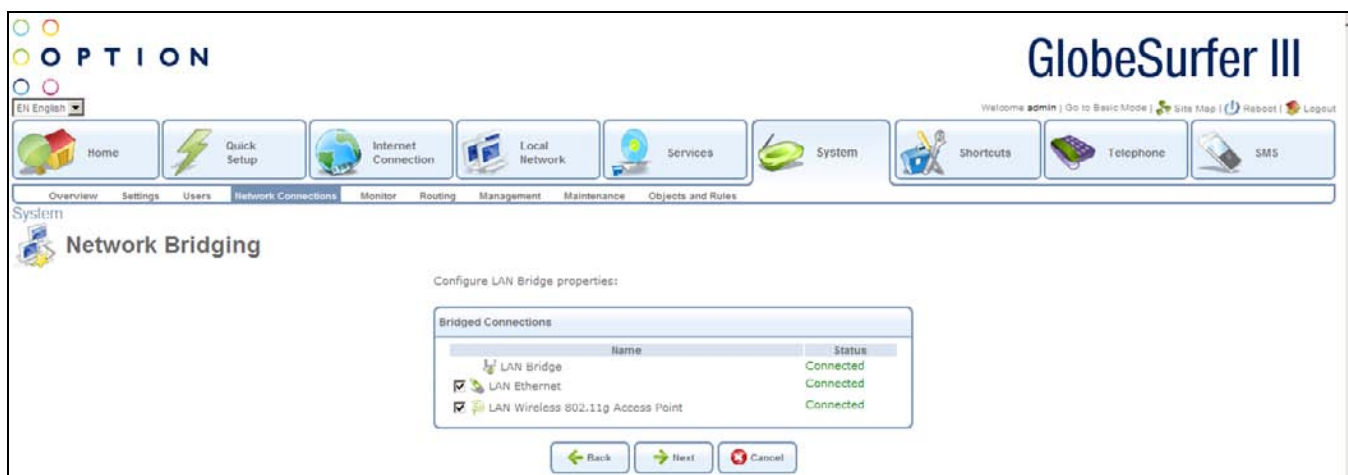 OPTION
GlobeSurfer III
EN English
Welcome admin | Go to Basic Mode | Site Map | Reboot | Logout
Home
Quick Setup
Internet Connection
Local Network
Services
System
Shortcuts
Telephone
SMS
Overview Settings Users Network Connections Monitor Routing Management Maintenance Objects and Rules
System
Network Bridging
Configure LAN Bridge properties:
Bridged Connections
Name Status
LAN Bridge Connected
LAN Ethernet Connected
LAN Wireless 802.11g Access Point Connected
Back Next Cancel